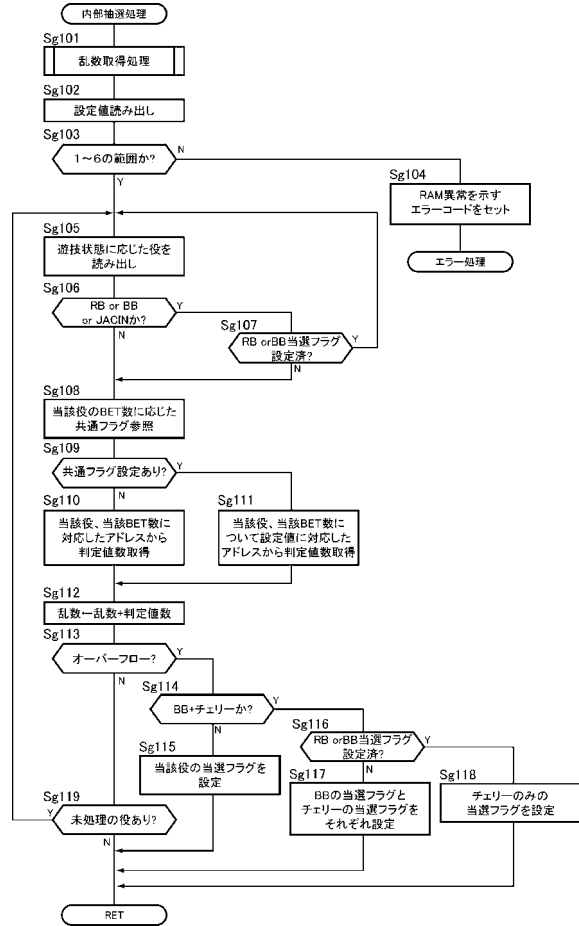 内部抽選処理
Sg101
乱数取得処理
Sg102
設定値読み出し
Sg103
1～6の範囲か?
N
Y
Sg104
RAM異常を示す
エラーコードをセット
エラー処理
Sg105
遊技状態に応じた役を
読み出し
Sg106
RB or BB
or JACINか?
Y
N
Sg107
RB orBB当選フラグ
設定済?
Y
N
Sg108
当該役のBET数に応じた
共通フラグ参照
Sg109
共通フラグ設定あり?
Y
N
Sg110
当該役、当該BET数に
対応したアドレスから
判定値数取得
Sg111
当該役、当該BET数に
ついて設定値に対応した
アドレスから判定値数取得
Sg112
乱数←乱数+判定値数
Sg113
オーバーフロー?
Y
N
Sg114
BB+チェリーか?
Y
N
Sg115
当該役の当選フラグを
設定
Sg116
RB orBB当選フラグ
設定済?
Y
N
Sg117
BBの当選フラグと
チェリーの当選フラグを
それぞれ設定
Sg118
チェリーのみの
当選フラグを設定
Sg119
Y
未処理の役あり?
N
RET